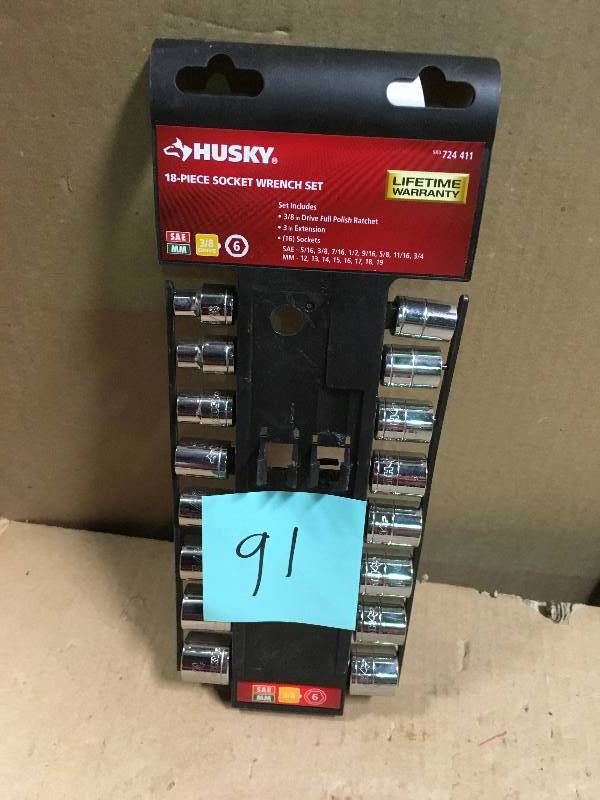 HUSKY®
SKU 724 411
18-PIECE SOCKET WRENCH SET
LIFETIME
WARRANTY
Set Includes
• 3/8 in Drive Full Polish Ratchet
• 3 in Extension
• (16) Sockets
SAE - 5/16, 3/8, 7/16, 1/2, 9/16, 5/8, 11/16, 3/4
MM - 12, 13, 14, 15, 16, 17, 18, 19
SAE
MM
3/8
DRIVE
6
91
SAE
MM
3/8
6